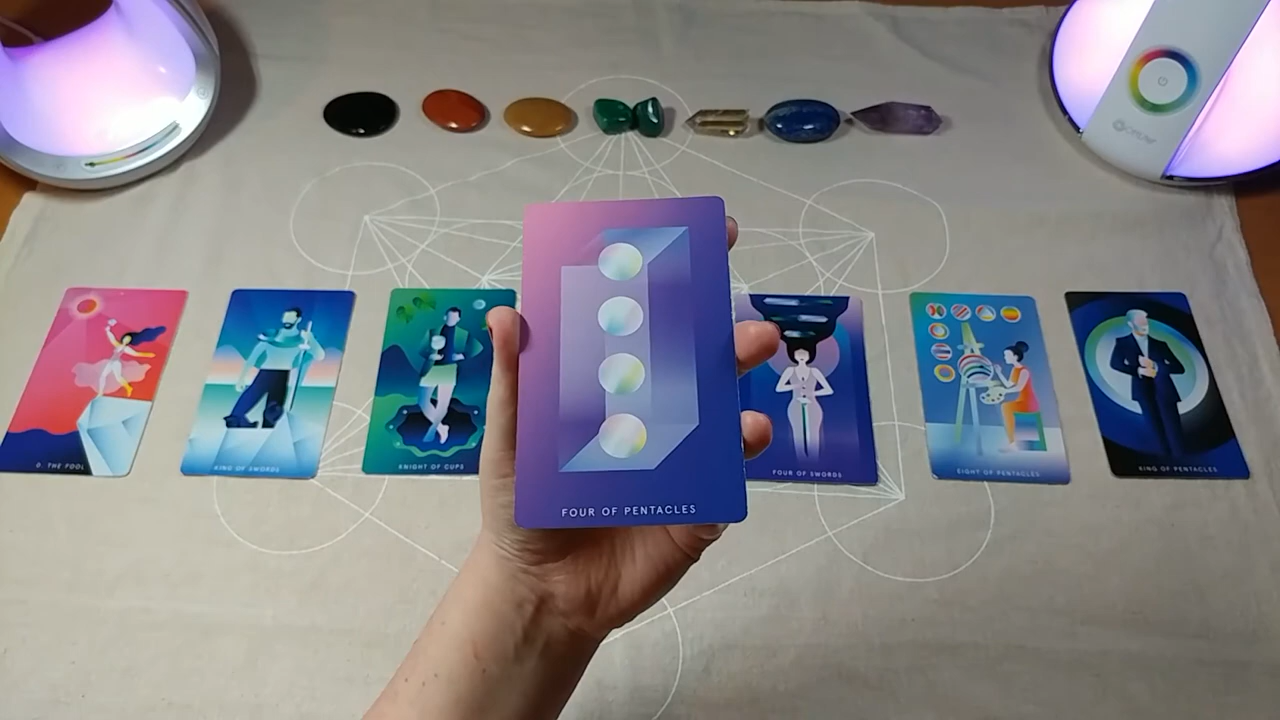 0. THE FOOL
KING OF SWORDS
KNIGHT OF CUPS
FOUR OF PENTACLES
FOUR OF SWORDS
EIGHT OF PENTACLES
KING OF PENTACLES